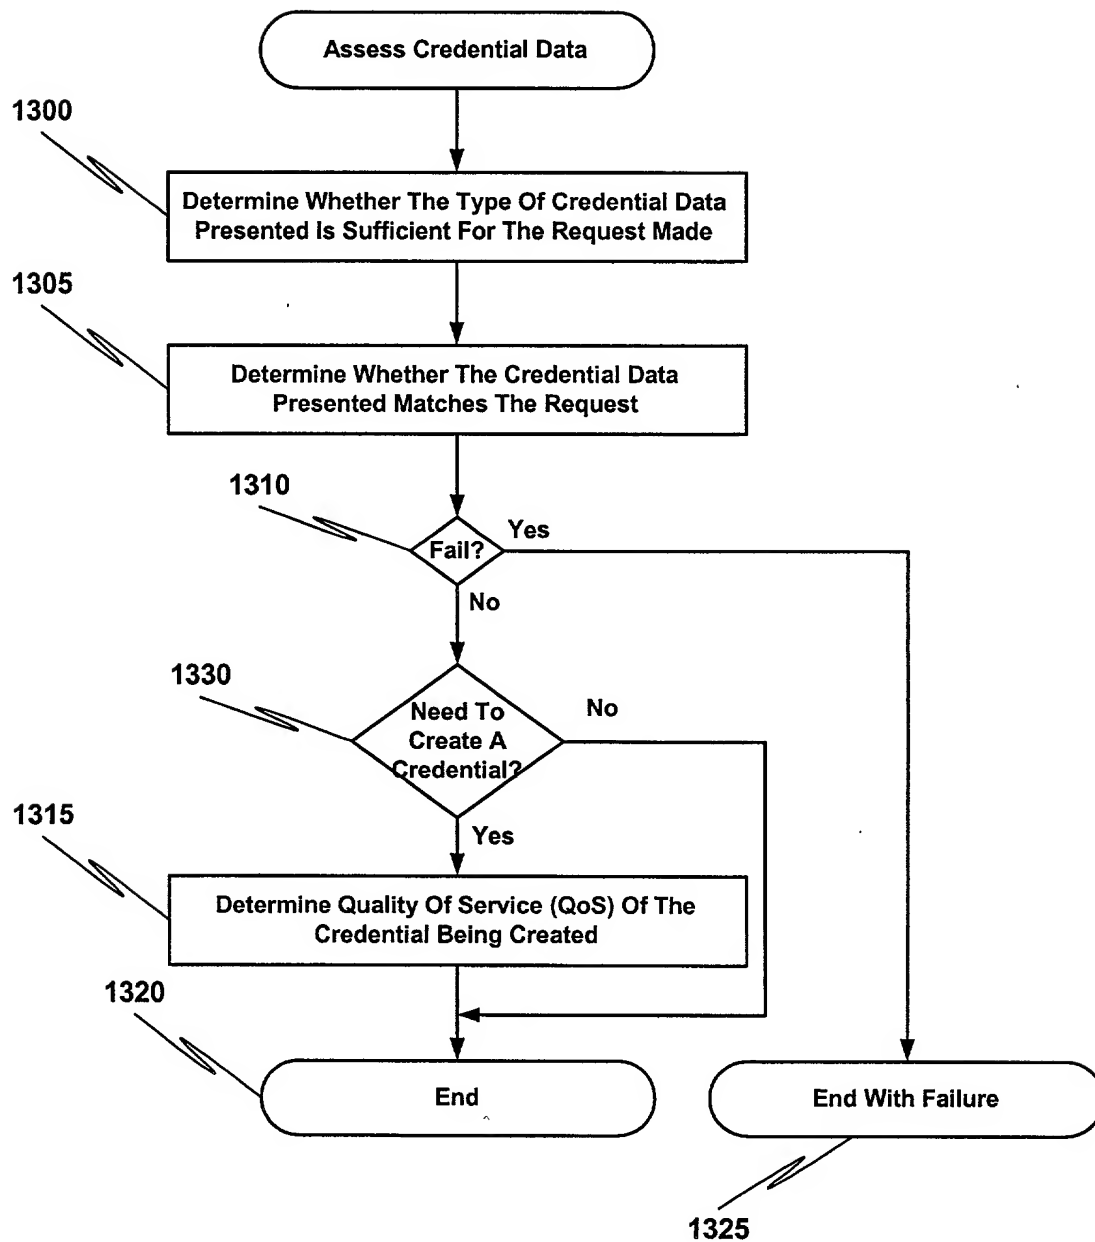 Assess Credential Data
1300
Determine Whether The Type Of Credential Data
Presented Is Sufficient For The Request Made
1305
Determine Whether The Credential Data
Presented Matches The Request
1310
Yes
Fail?
No
1330
Need To
Create A
Credential?
No
1315
Yes
Determine Quality Of Service (QoS) Of The
Credential Being Created
1320
End
End With Failure
1325